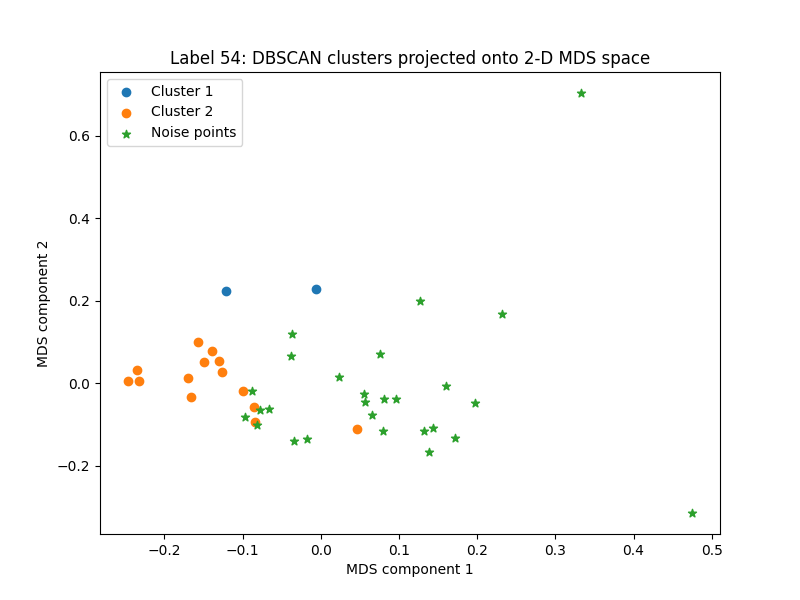 Label 54: DBSCAN clusters projected onto 2-D MDS space
Cluster 1
Cluster 2
Noise points
MDS component 2
0.6
0.4
0.2
0.0
−0.2
−0.2
−0.1
0.0
0.1
0.2
0.3
0.4
0.5
MDS component 1